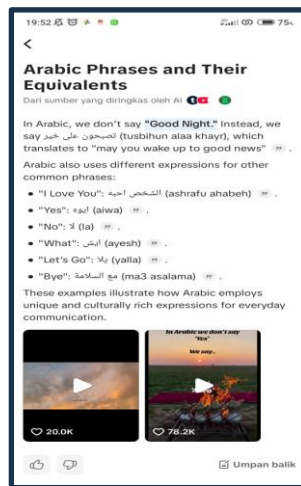 19:52
75%
Arabic Phrases and Their
Equivalents
Dari sumber yang diringkas oleh AI
In Arabic, we don't say "Good Night." Instead, we
say تصبحون على خير (tusbihun alaa khayr), which
translates to "may you wake up to good news" .
Arabic also uses different expressions for other
common phrases:
• "I Love You": الشخص احبه (ashrafu ahabeh) .
• "Yes": ايوه (aiwa) .
• "No": لا (la) .
• "What": ايش (ayesh) .
• "Let's Go": يلا (yalla) .
• "Bye": مع السلامة (ma3 asalama) .
These examples illustrate how Arabic employs
unique and culturally rich expressions for everyday
communication.
In Arabic we don't say
'Yes'
We say..
20.0K
78.2K
Umpan balik